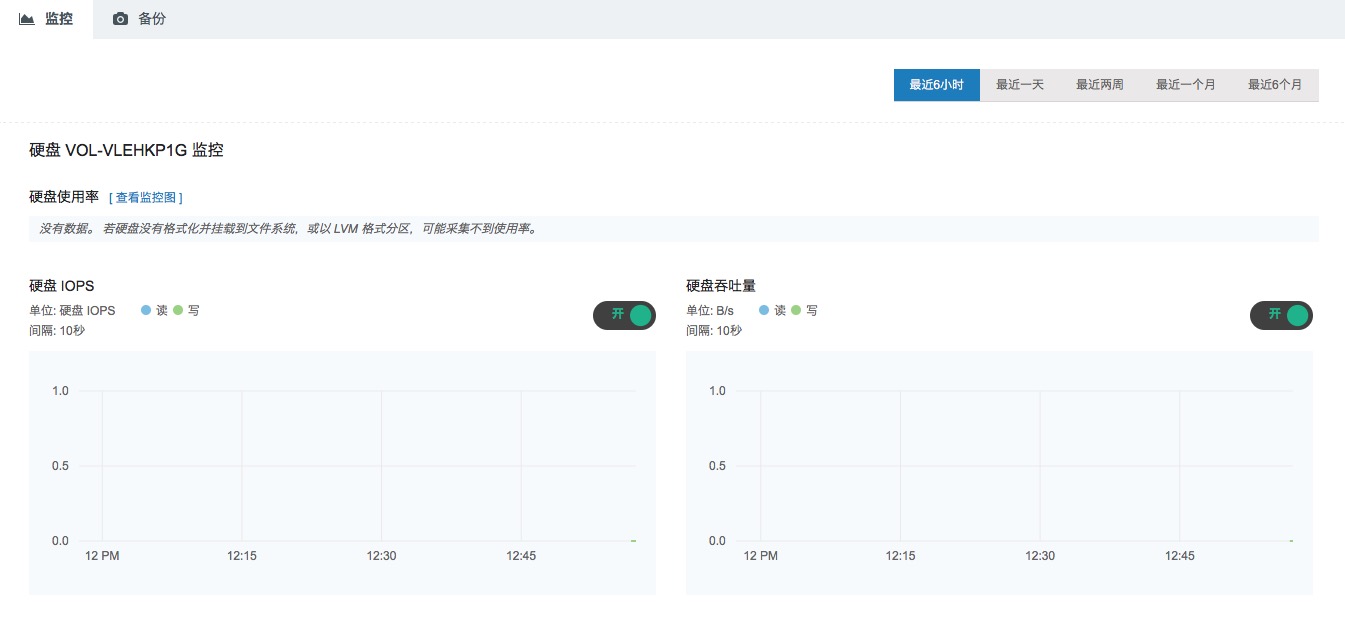 监控 备份
最近6小时 最近一天 最近两周 最近一个月 最近6个月
硬盘 VOL-VLEHKP1G 监控
硬盘使用率 [ 查看监控图 ]
没有数据。 若硬盘没有格式化并挂载到文件系统，或以 LVM 格式分区，可能采集不到使用率。
硬盘 IOPS
单位: 硬盘 IOPS 读 写
间隔: 10秒
开
1.0
0.5
0.0
12 PM 12:15 12:30 12:45
硬盘吞吐量
单位: B/s 读 写
间隔: 10秒
开
1.0
0.5
0.0
12 PM 12:15 12:30 12:45